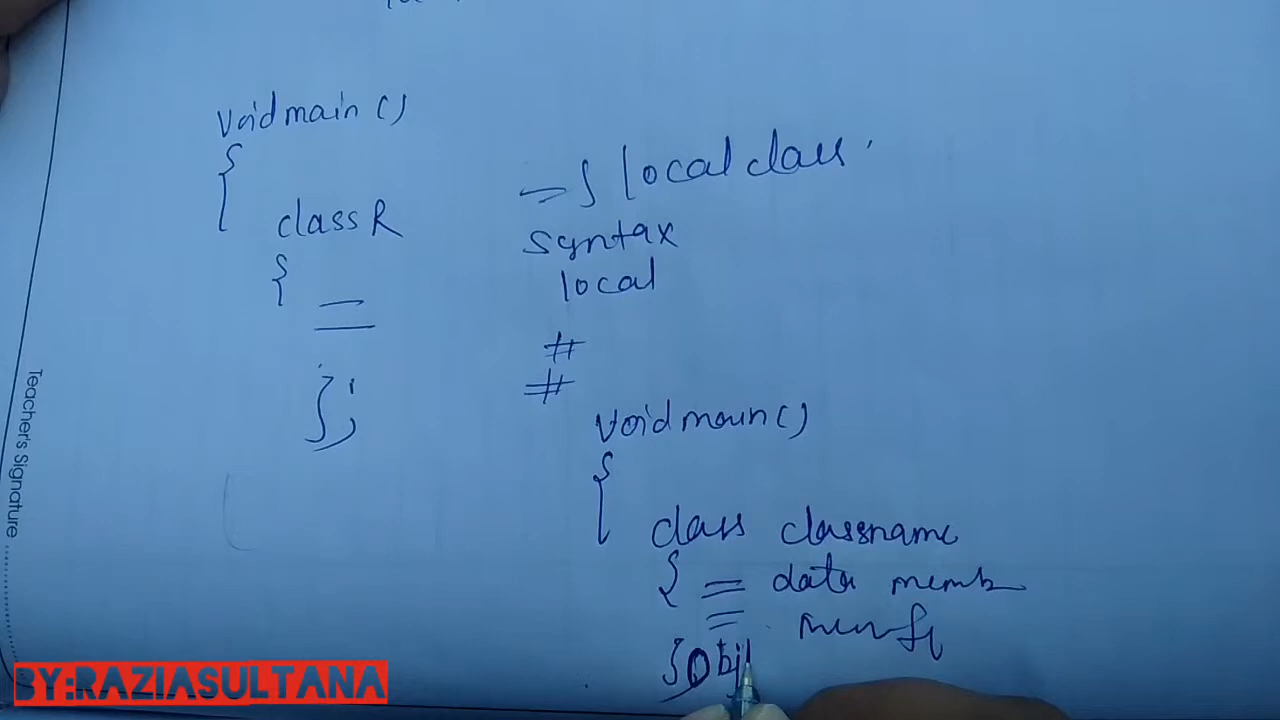 void main ()
{
class R
{
};
local class
syntax
local
#
#
void main ()
{
class classname
{ = data memb
= mem fu
} obj
Teacher's Signature
BY:RAZIASULTANA